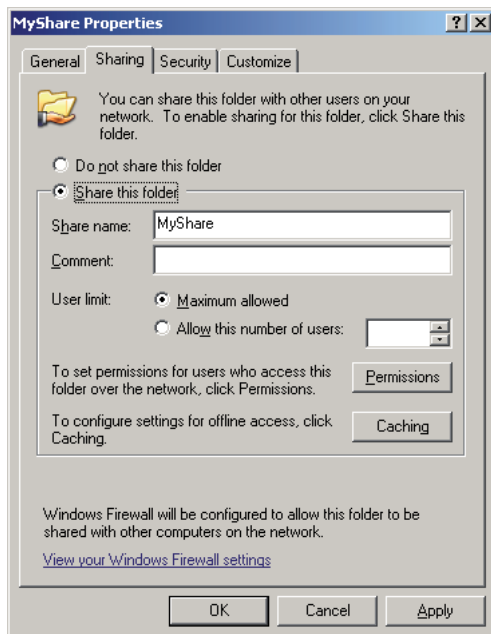 MyShare Properties
General Sharing Security Customize
You can share this folder with other users on your
network. To enable sharing for this folder, click Share this
folder.
Do not share this folder
Share this folder
Share name: MyShare
Comment:
User limit: Maximum allowed
Allow this number of users:
To set permissions for users who access this
folder over the network, click Permissions.
Permissions
To configure settings for offline access, click
Caching.
Caching
Windows Firewall will be configured to allow this folder to be
shared with other computers on the network.
View your Windows Firewall settings
OK Cancel Apply